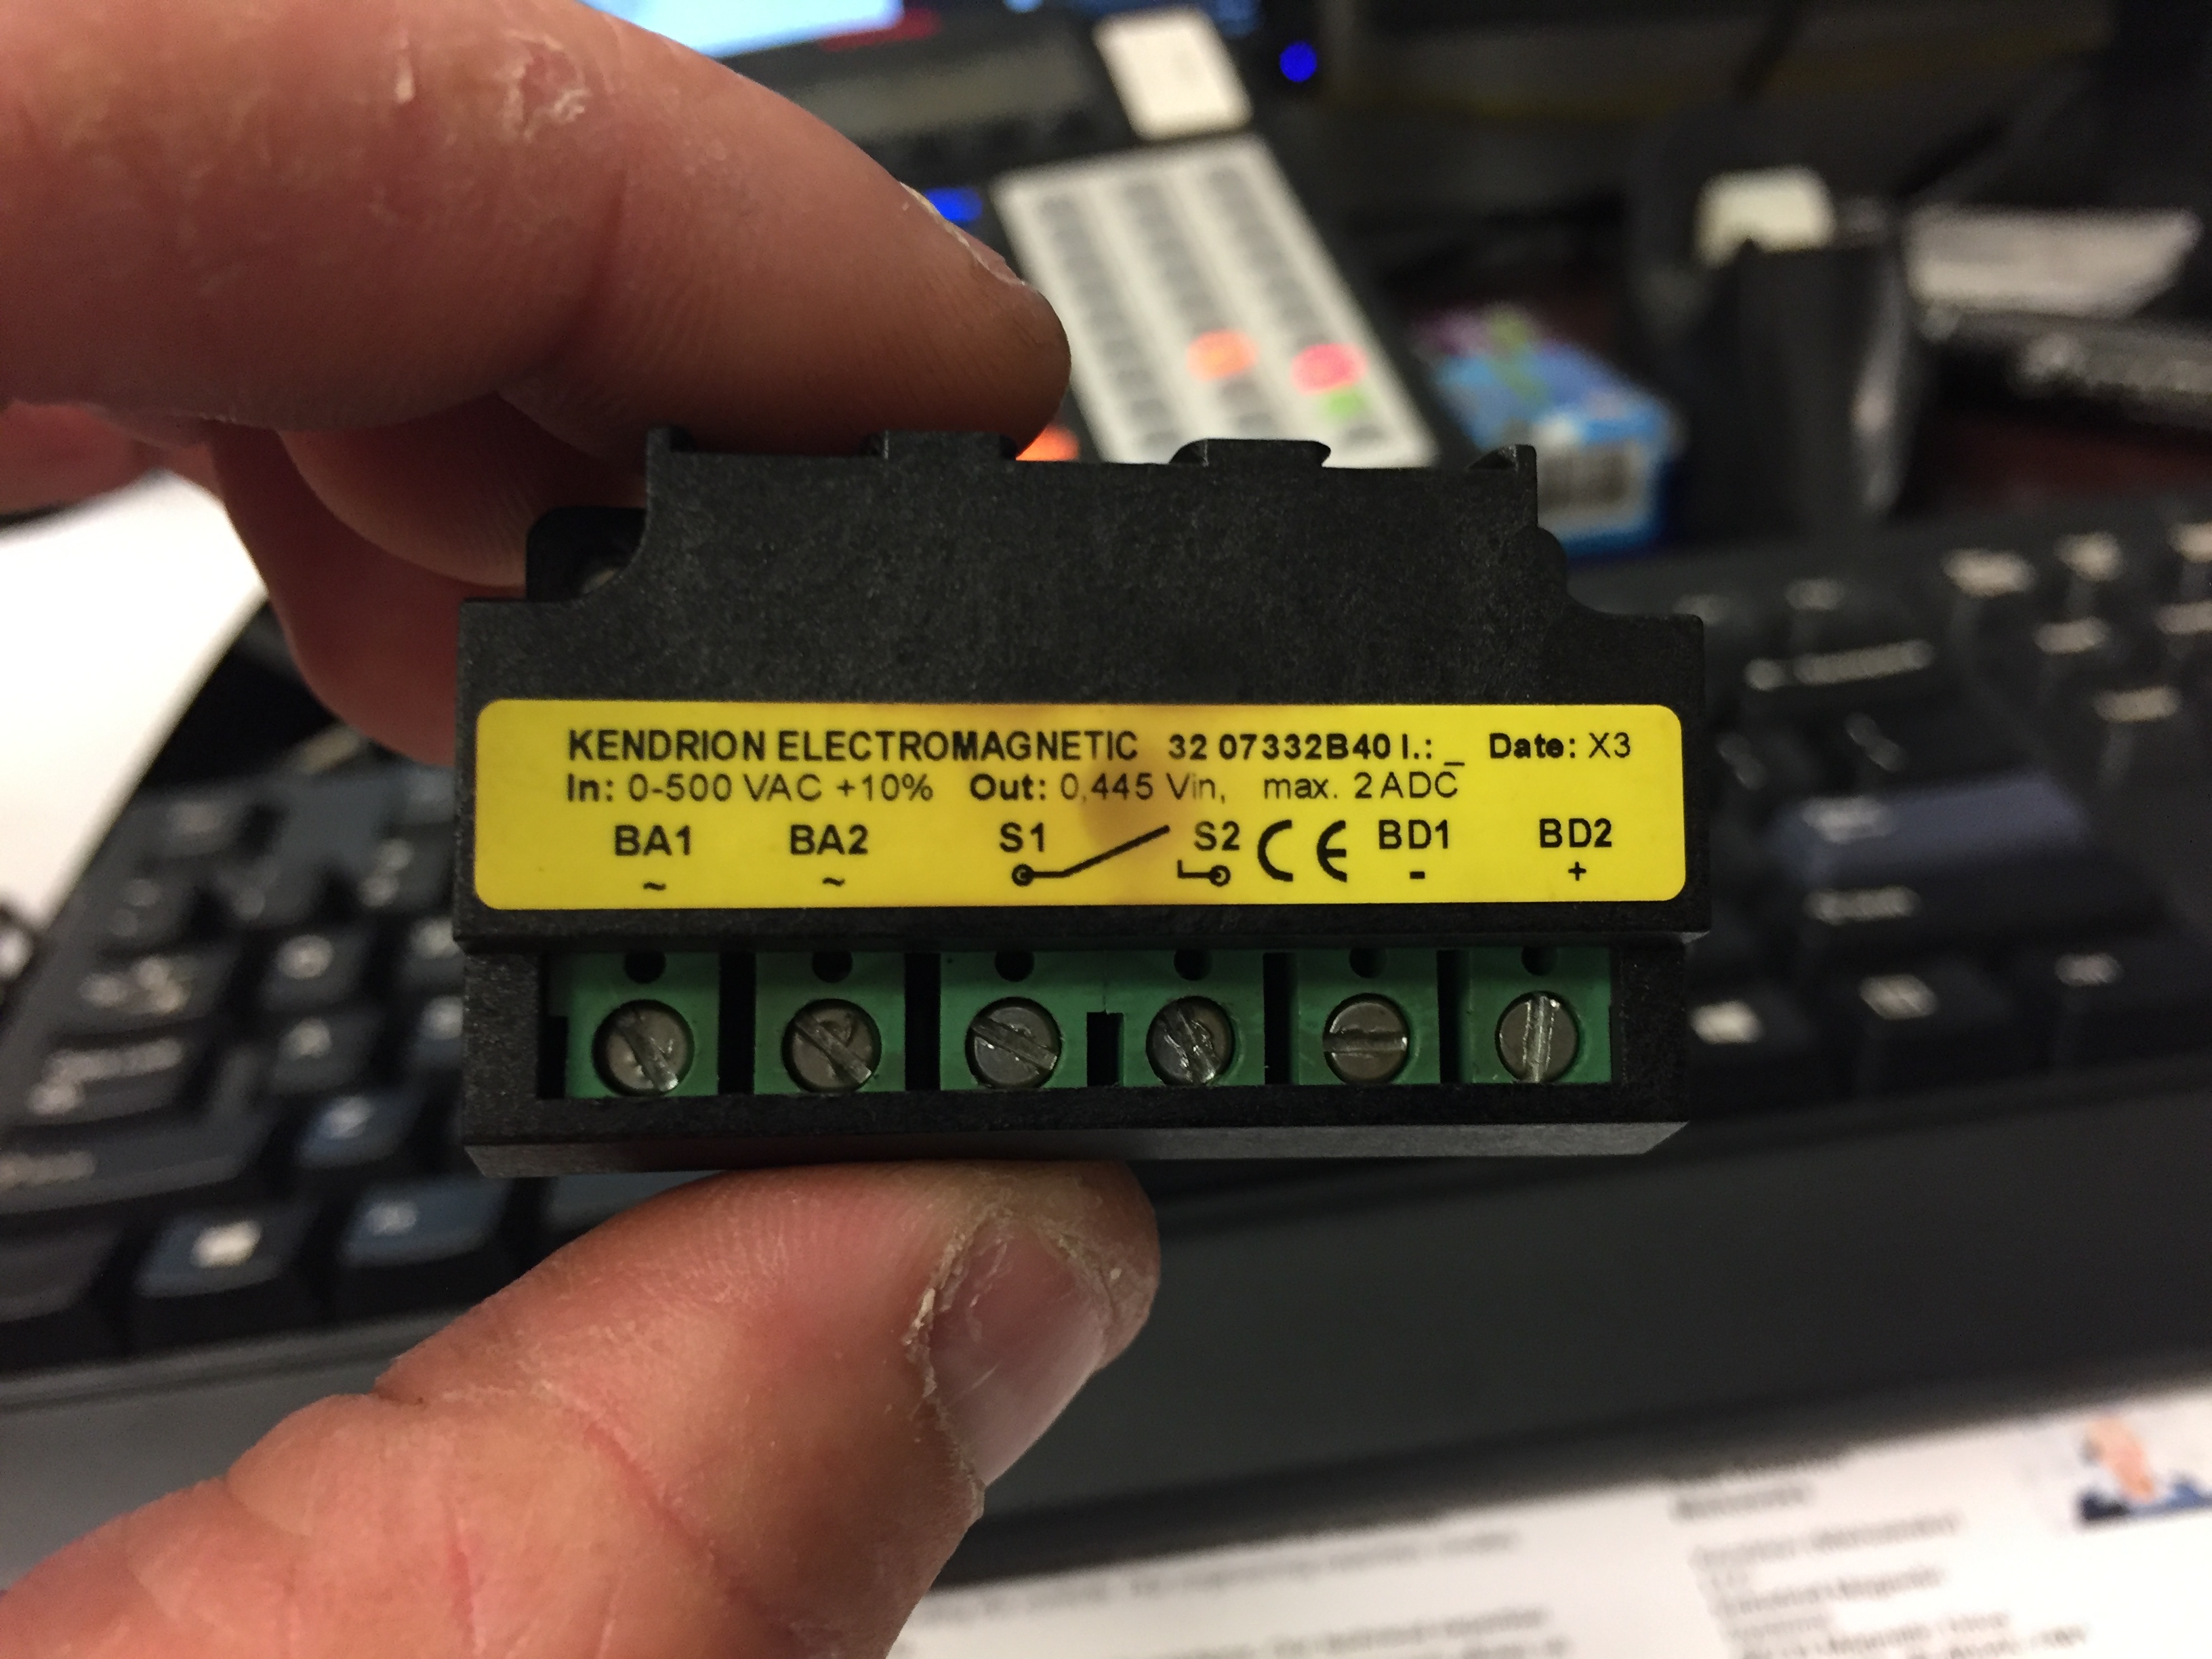 KENDRION ELECTROMAGNETIC 32 07332B40 I.: _ Date: X3
In: 0-500 VAC +10% Out: 0,445 Vin, max. 2 ADC
BA1 BA2 S1 S2 CE BD1 BD2
~ ~ - +